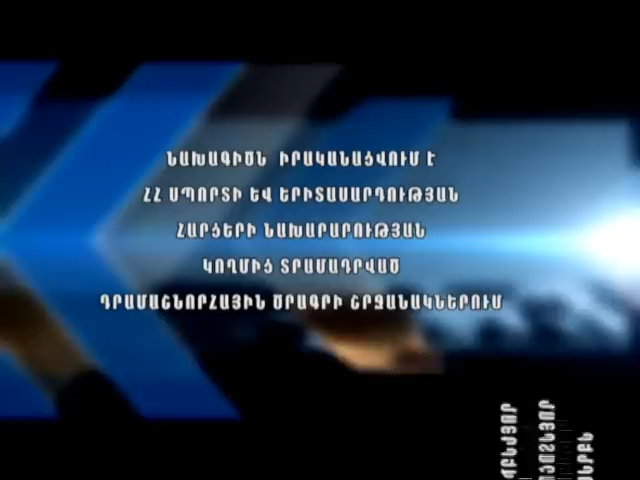 ՆԱԽԱԳԻԾՆ ԻՐԱԿԱՆԱՑՎՈՒՄ Է
ՀՀ ՍՊՈՐՏԻ ԵՎ ԵՐԻՏԱՍԱՐԴՈՒԹՅԱՆ
ՀԱՐՑԵՐԻ ՆԱԽԱՐԱՐՈՒԹՅԱՆ
ԿՈՂՄԻՑ ՏՐԱՄԱԴՐՎԱԾ
ԴՐԱՄԱՇՆՈՐՀԱՅԻՆ ԾՐԱԳՐԻ ՇՐՋԱՆԱԿՆԵՐՈՒՄ